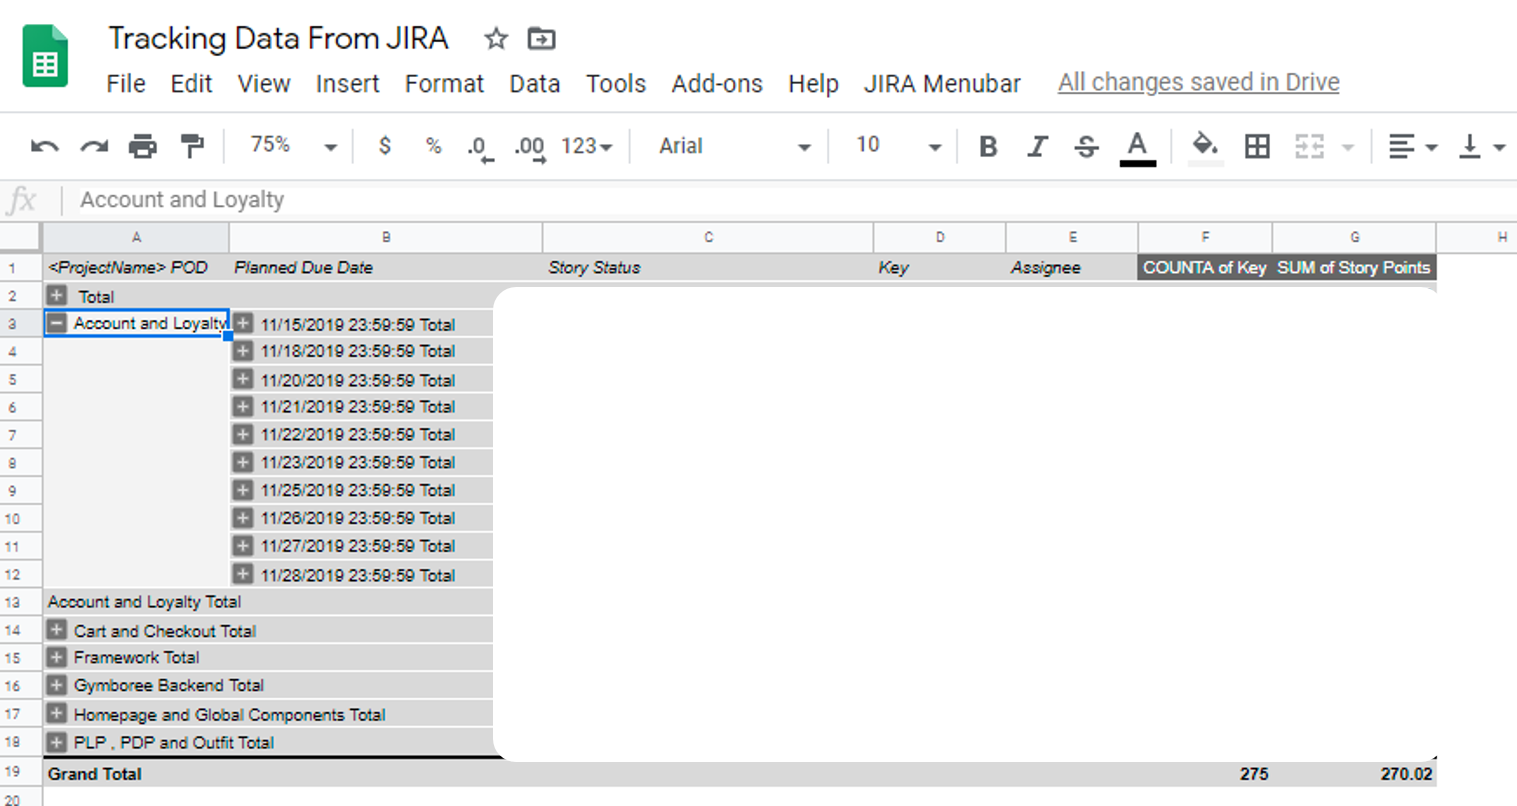 Tracking Data From JIRA
File Edit View Insert Format Data Tools Add-ons Help JIRA Menubar All changes saved in Drive
75% $ % .0 .00 123 Arial 10 B I S A
fx Account and Loyalty
A B C D E F G H
1 <ProjectName> POD Planned Due Date Story Status Key Assignee COUNTA of Key SUM of Story Points
2 Total
3 Account and Loyalty 11/15/2019 23:59:59 Total
4 11/18/2019 23:59:59 Total
5 11/20/2019 23:59:59 Total
6 11/21/2019 23:59:59 Total
7 11/22/2019 23:59:59 Total
8 11/23/2019 23:59:59 Total
9 11/25/2019 23:59:59 Total
10 11/26/2019 23:59:59 Total
11 11/27/2019 23:59:59 Total
12 11/28/2019 23:59:59 Total
13 Account and Loyalty Total
14 Cart and Checkout Total
15 Framework Total
16 Gymboree Backend Total
17 Homepage and Global Components Total
18 PLP , PDP and Outfit Total
19 Grand Total 275 270.02
20